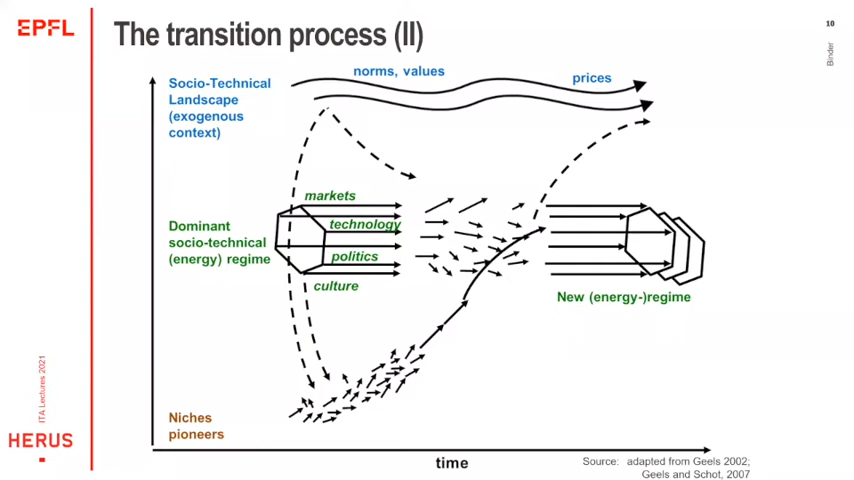 EPFL
The transition process (II)
10
Binder
Socio-Technical
Landscape
(exogenous
context)
norms, values
prices
markets
technology
politics
culture
Dominant
socio-technical
(energy) regime
New (energy-)regime
Niches
pioneers
time
Source: adapted from Geels 2002;
Geels and Schot, 2007
ITA Lectures 2021
HERUS